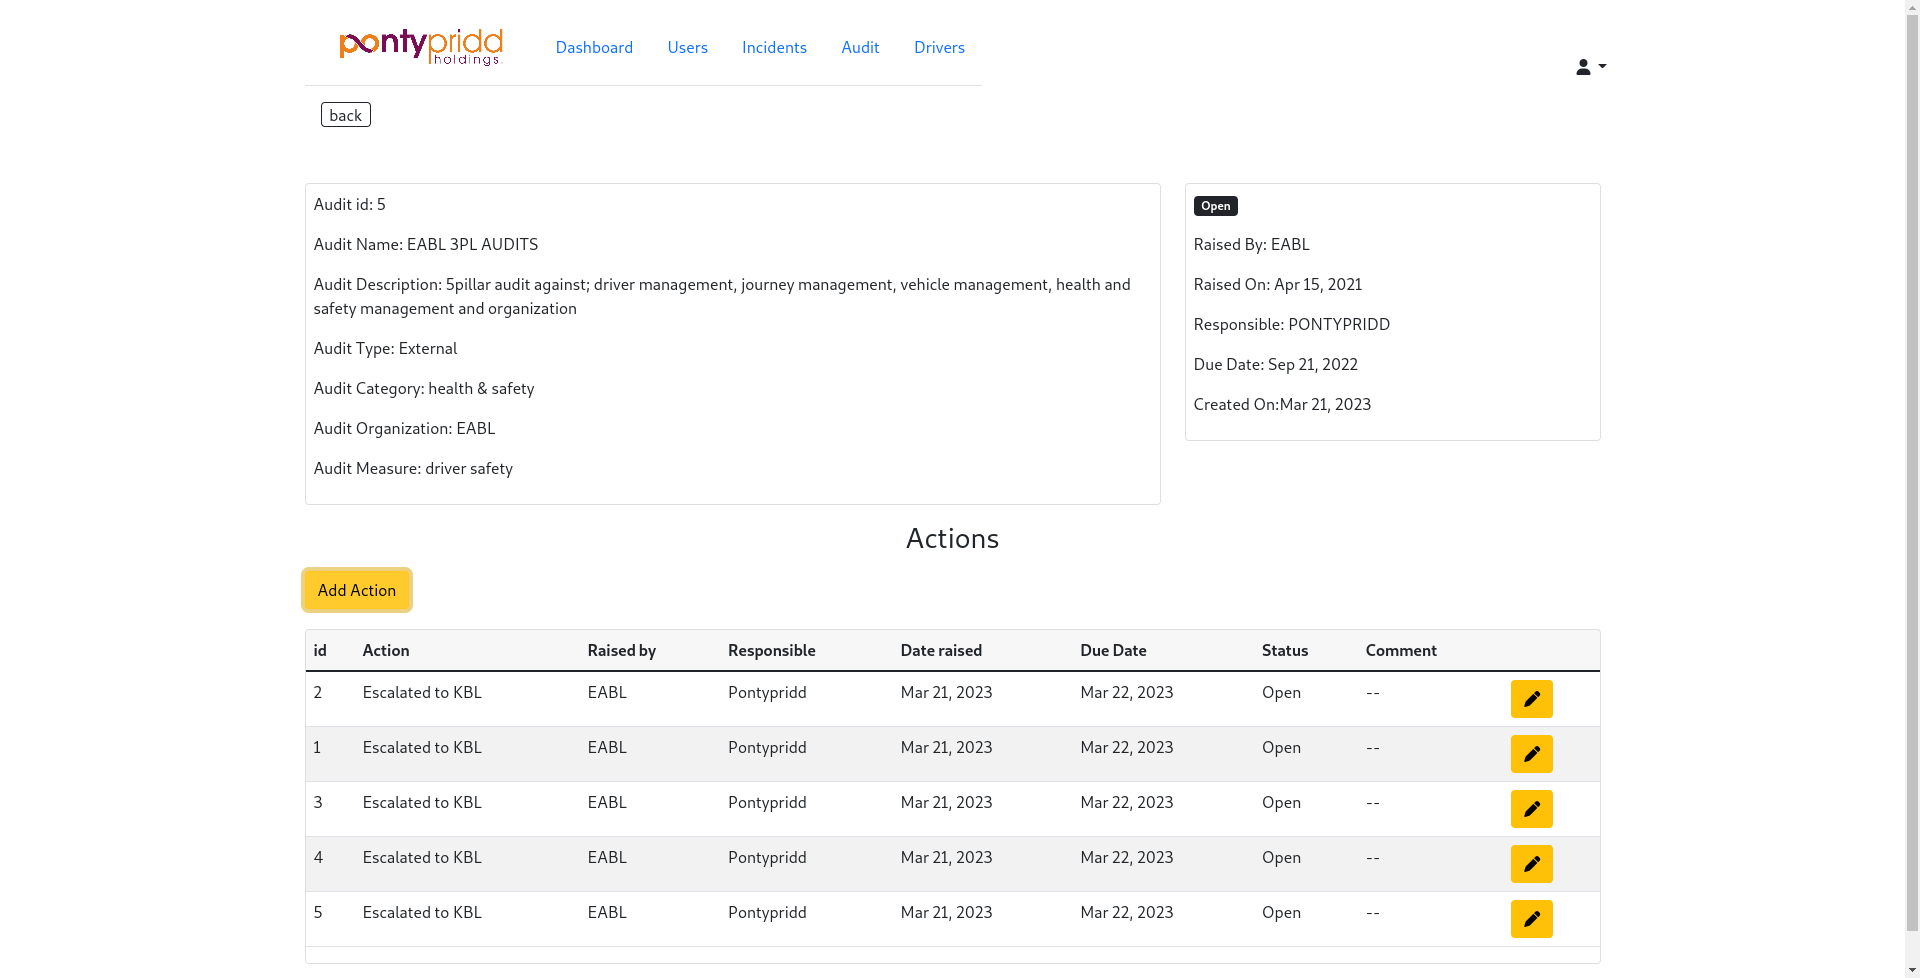 pontypridd
holdings
Dashboard Users Incidents Audit Drivers
back
Audit id: 5
Audit Name: EABL 3PL AUDITS
Audit Description: 5pillar audit against; driver management, journey management, vehicle management, health and
safety management and organization
Audit Type: External
Audit Category: health & safety
Audit Organization: EABL
Audit Measure: driver safety
Open
Raised By: EABL
Raised On: Apr 15, 2021
Responsible: PONTYPRIDD
Due Date: Sep 21, 2022
Created On:Mar 21, 2023
Actions
Add Action
id Action Raised by Responsible Date raised Due Date Status Comment
2 Escalated to KBL EABL Pontypridd Mar 21, 2023 Mar 22, 2023 Open --
1 Escalated to KBL EABL Pontypridd Mar 21, 2023 Mar 22, 2023 Open --
3 Escalated to KBL EABL Pontypridd Mar 21, 2023 Mar 22, 2023 Open --
4 Escalated to KBL EABL Pontypridd Mar 21, 2023 Mar 22, 2023 Open --
5 Escalated to KBL EABL Pontypridd Mar 21, 2023 Mar 22, 2023 Open --